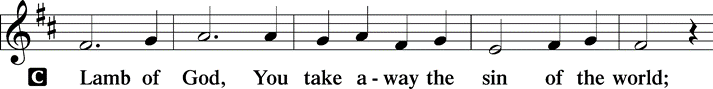 C Lamb of God, You take a - way the sin of the world;